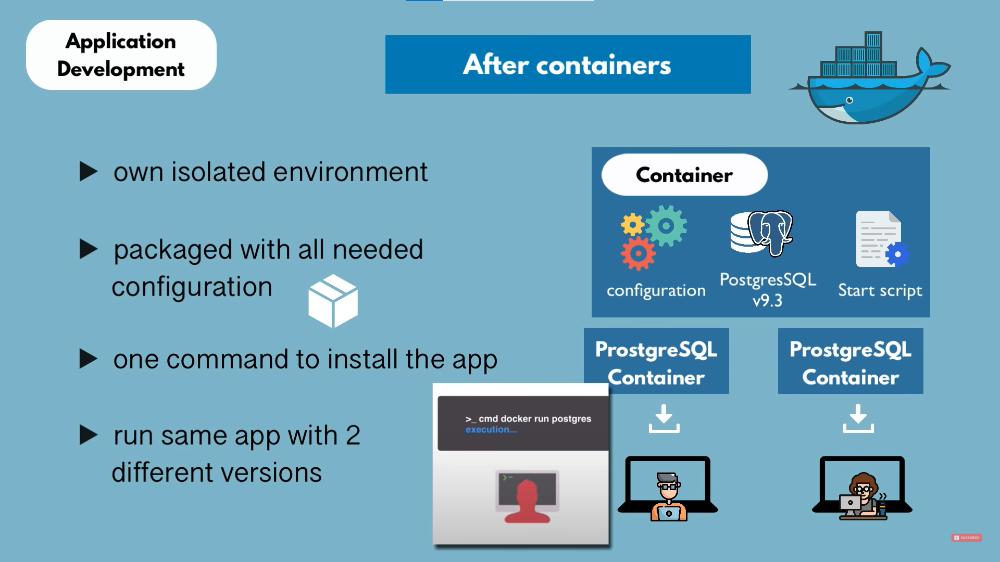 Application
Development
After containers
own isolated environment
packaged with all needed
configuration
one command to install the app
run same app with 2
different versions
Container
configuration
PostgresSQL
v9.3
Start script
ProstgreSQL
Container
ProstgreSQL
Container
>_ cmd docker run postgres
execution...
SUBSCRIBE